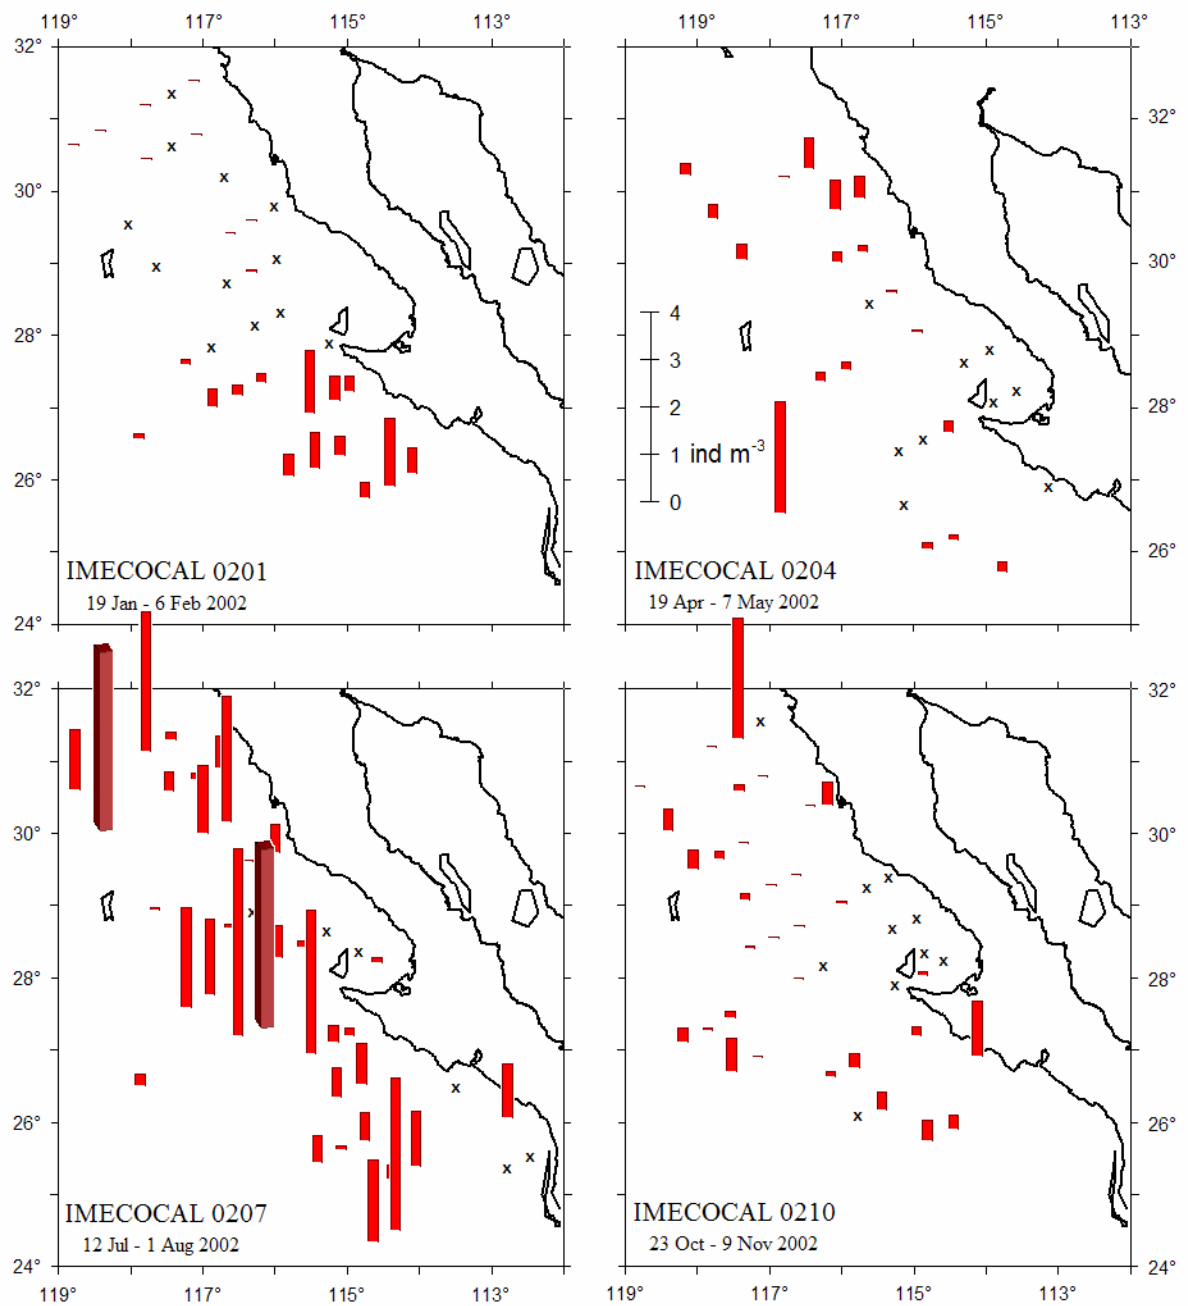 119° 117° 115° 113° 119° 117° 115° 113°
32°
32°
30°
30°
28°
28°
26°
26°
4
3
2
1 ind m-3
0
IMECOCAL 0201
19 Jan - 6 Feb 2002
IMECOCAL 0204
19 Apr - 7 May 2002
24°
24°
x x x x x x x x x x x x x
x x x x x x x x x
32°
32°
30°
30°
28°
28°
26°
26°
x x x x x x
x x x x x x x x x x
IMECOCAL 0207
12 Jul - 1 Aug 2002
IMECOCAL 0210
23 Oct - 9 Nov 2002
24°
24°
119° 117° 115° 113° 119° 117° 115° 113°